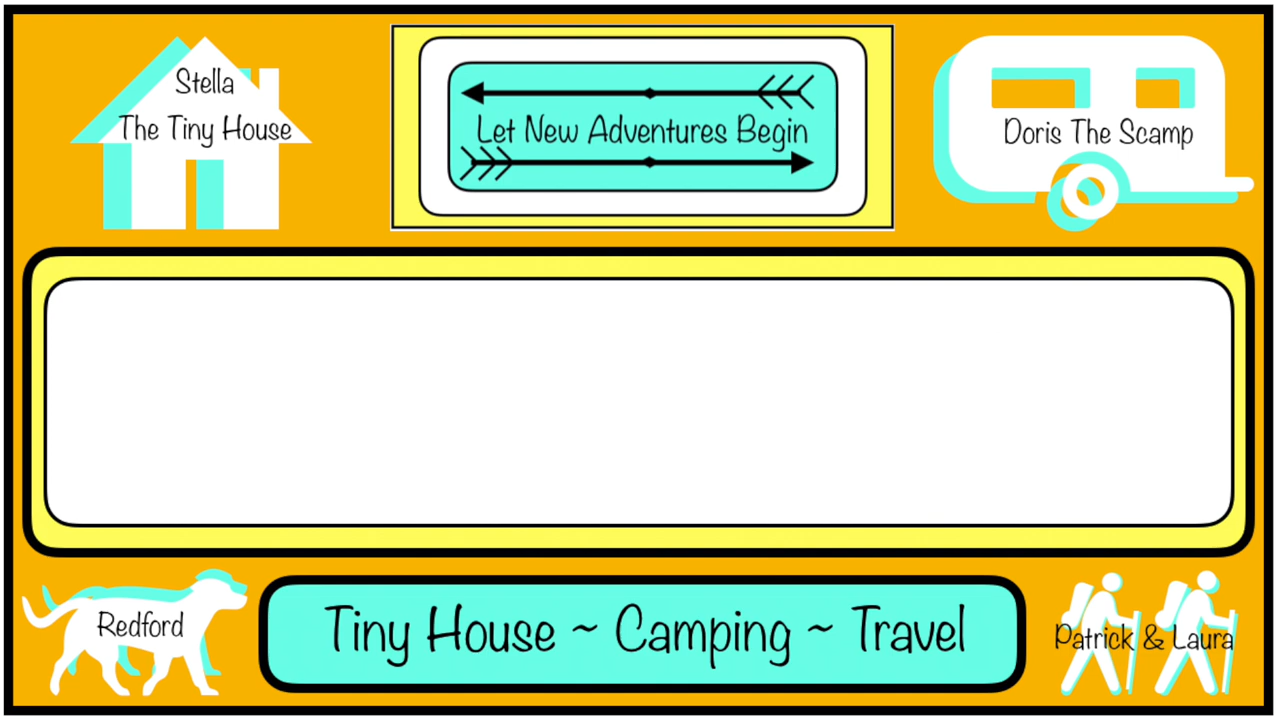 Stella
The Tiny House
Let New Adventures Begin
Doris The Scamp
Redford
Tiny House ~ Camping ~ Travel
Patrick & Laura